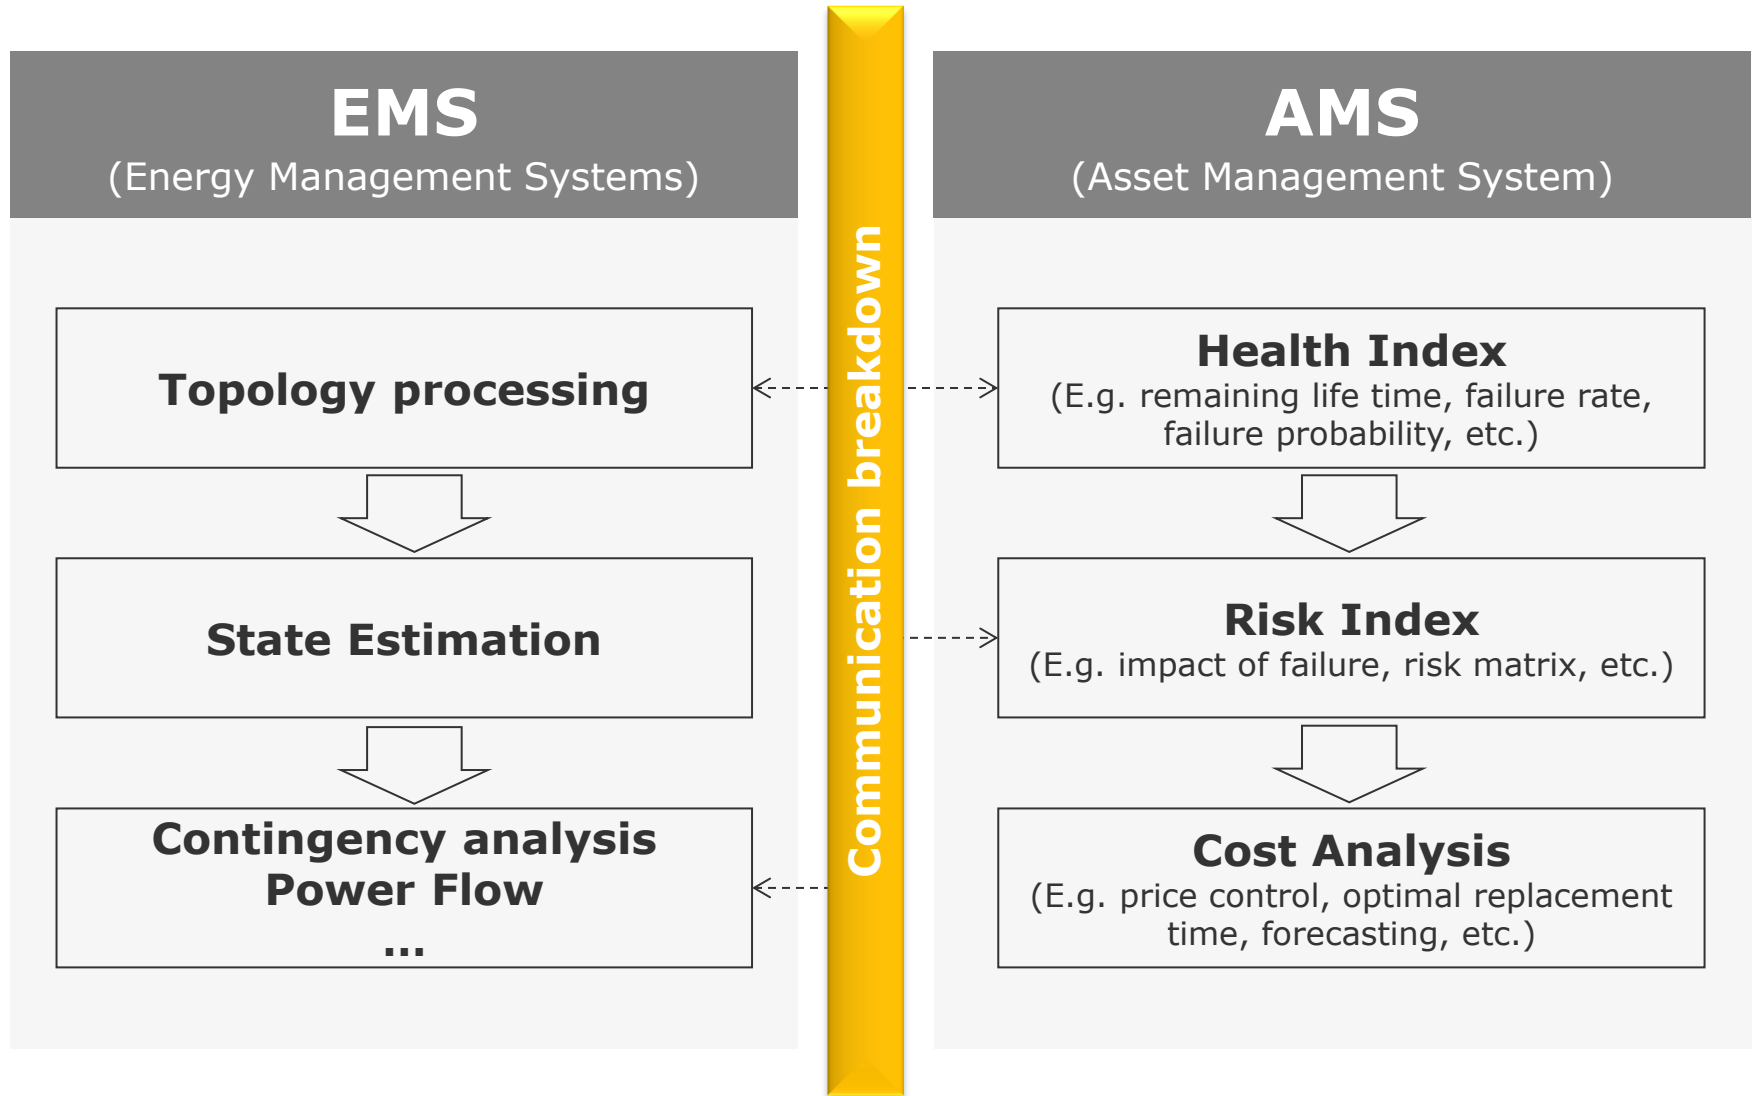 EMS
(Energy Management Systems)
Topology processing
State Estimation
Contingency analysis
Power Flow
...
Communication breakdown
AMS
(Asset Management System)
Health Index
(E.g. remaining life time, failure rate,
failure probability, etc.)
Risk Index
(E.g. impact of failure, risk matrix, etc.)
Cost Analysis
(E.g. price control, optimal replacement
time, forecasting, etc.)